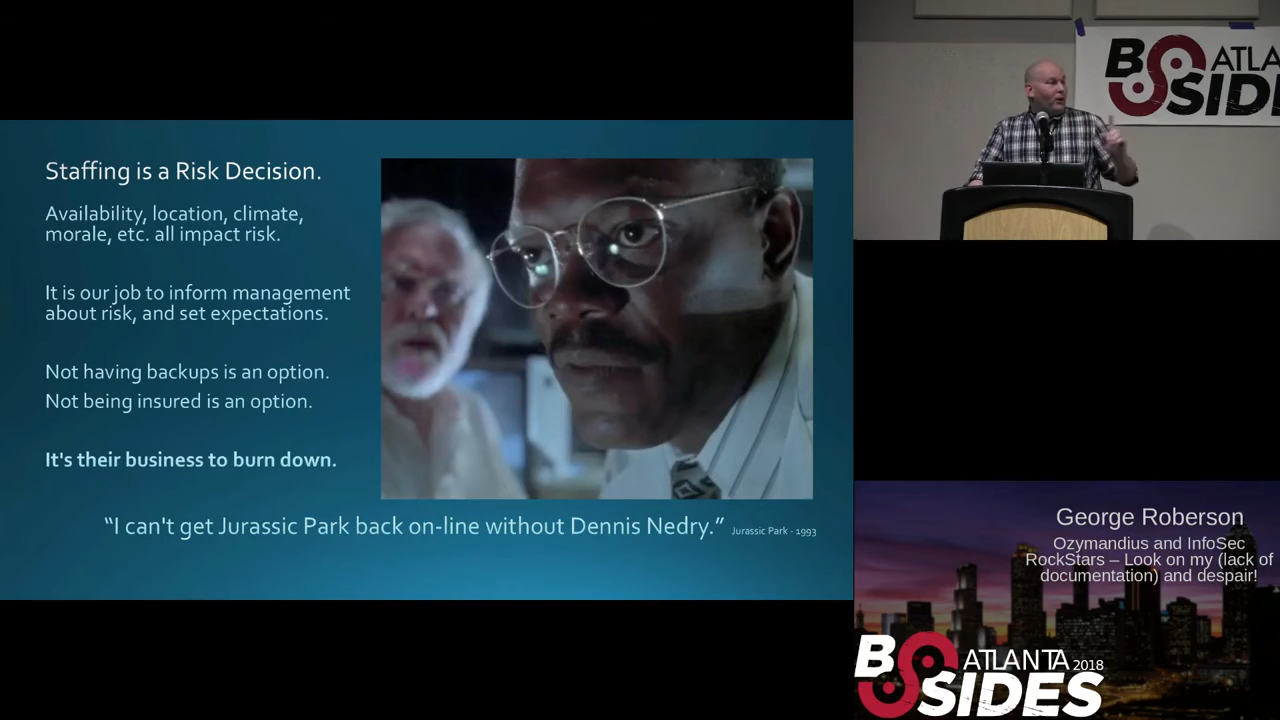 Staffing is a Risk Decision.
Availability, location, climate,
morale, etc. all impact risk.
It is our job to inform management
about risk, and set expectations.
Not having backups is an option.
Not being insured is an option.
It's their business to burn down.
“I can't get Jurassic Park back on-line without Dennis Nedry.” Jurassic Park - 1993
B ATLA
SIDE
George Roberson
Ozymandius and InfoSec
RockStars – Look on my (lack of
documentation) and despair!
B ATLANTA 2018
SIDES